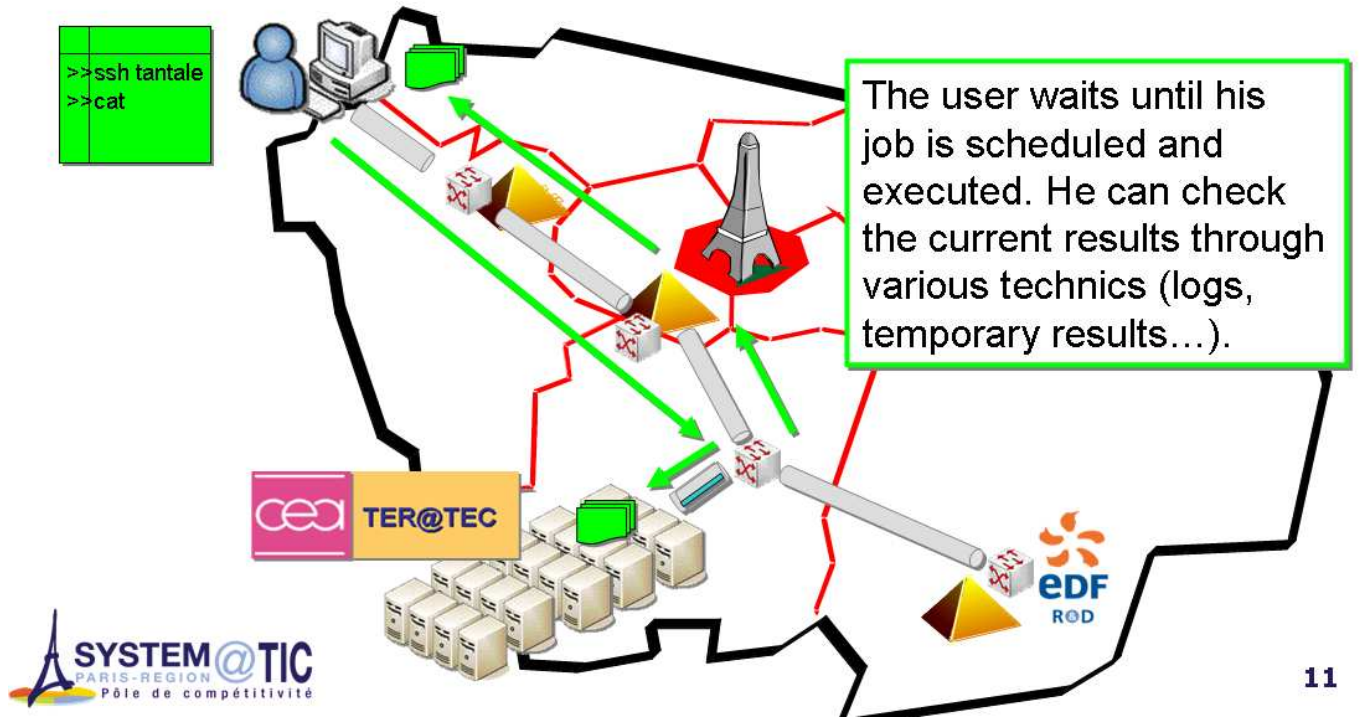 >>ssh tantale
>>cat
The user waits until his
job is scheduled and
executed. He can check
the current results through
various technics (logs,
temporary results…).
cea
TER@TEC
eDF
R&D
SYSTEM@TIC
PARIS-REGION
Pôle de compétitivité
11